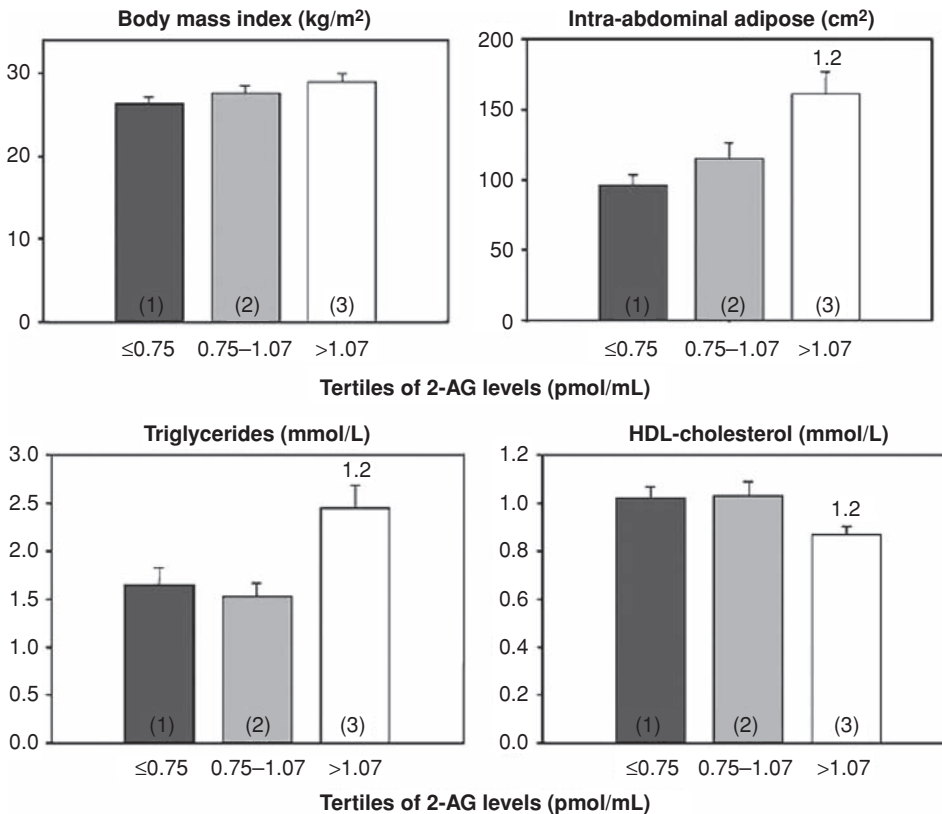 Body mass index (kg/m²)
30
20
10
0
(1) (2) (3)
≤0.75 0.75–1.07 >1.07
Intra-abdominal adipose (cm²)
200
150
100
50
0
1.2
(1) (2) (3)
≤0.75 0.75–1.07 >1.07
Tertiles of 2-AG levels (pmol/mL)
Triglycerides (mmol/L)
3.0
2.5
2.0
1.5
1.0
0.5
0.0
1.2
(1) (2) (3)
≤0.75 0.75–1.07 >1.07
HDL-cholesterol (mmol/L)
1.2
1.0
0.8
0.6
0.4
0.2
0.0
1.2
(1) (2) (3)
≤0.75 0.75–1.07 >1.07
Tertiles of 2-AG levels (pmol/mL)